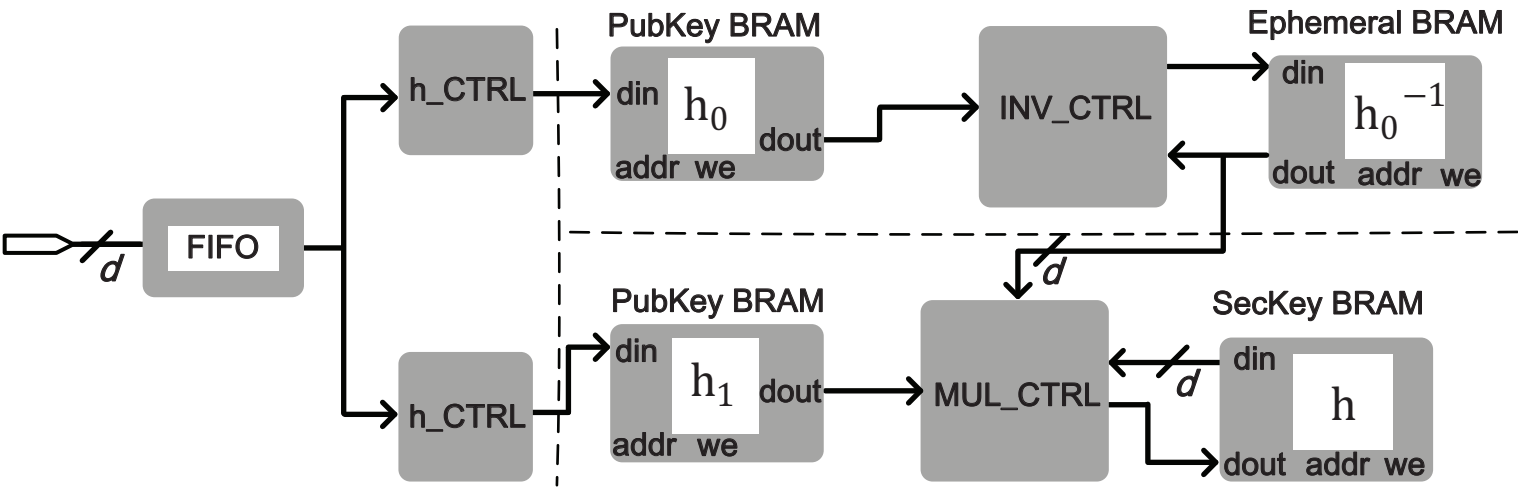 PubKey BRAM
Ephemeral BRAM
h_CTRL
din
h₀
dout
addr we
INV_CTRL
din
h₀⁻¹
dout addr we
d
FIFO
d
PubKey BRAM
SecKey BRAM
h_CTRL
din
h₁
dout
addr we
MUL_CTRL
d
din
h
dout addr we